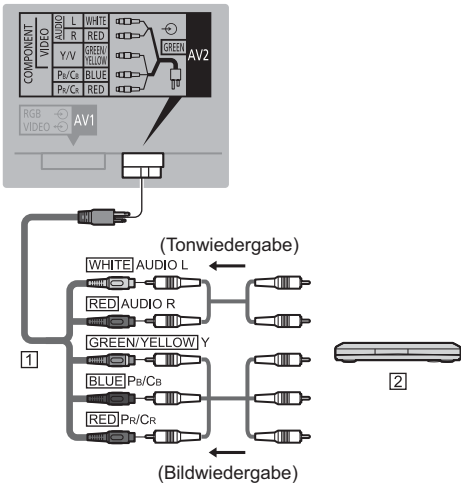 COMPONENT
VIDEO
AUDIO
L WHITE
R RED
Y/V GREEN/YELLOW
PB/CB BLUE
PR/CR RED
GREEN
AV2
RGB
VIDEO
AV1
(Tonwiedergabe)
WHITE AUDIO L
RED AUDIO R
GREEN/YELLOW Y
1
BLUE PB/CB
2
RED PR/CR
(Bildwiedergabe)